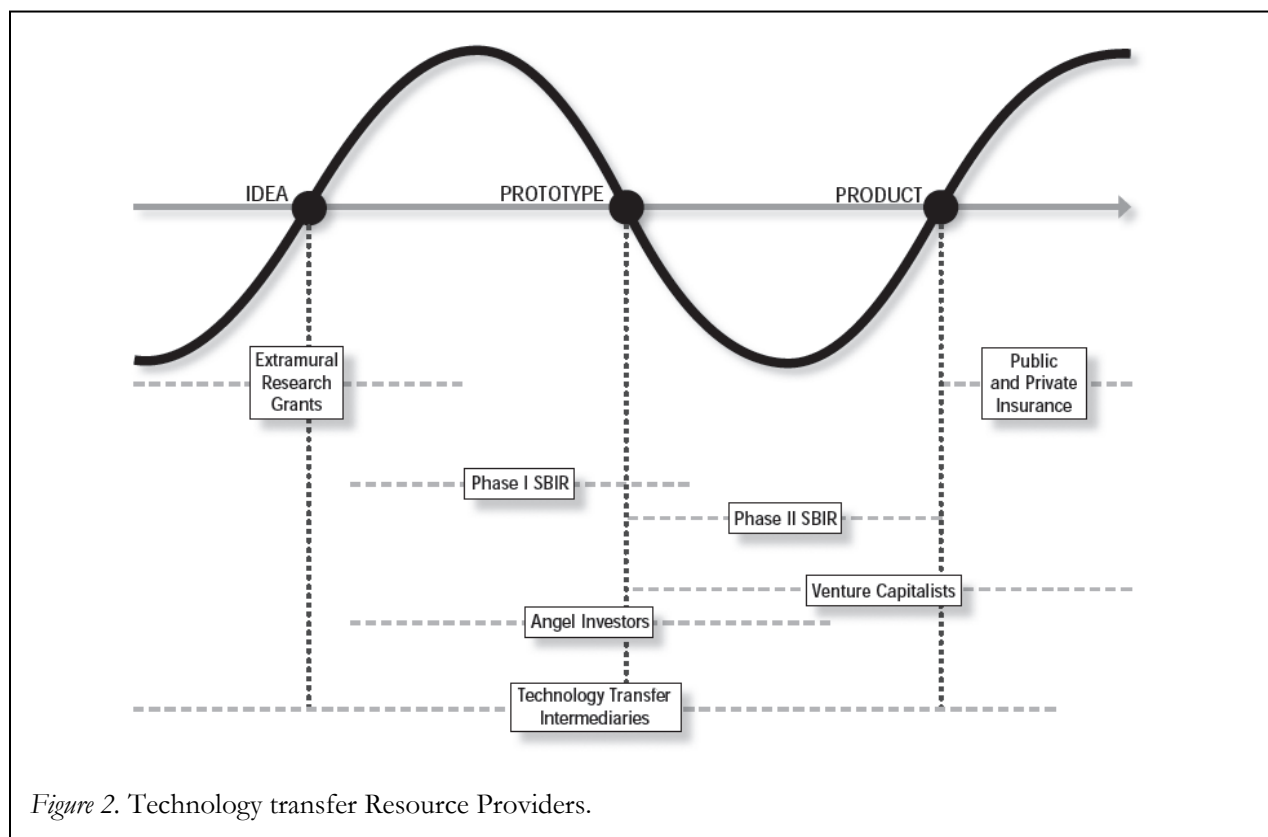 IDEA
PROTOTYPE
PRODUCT
Extramural
Research
Grants
Public
and Private
Insurance
Phase I SBIR
Phase II SBIR
Venture Capitalists
Angel Investors
Technology Transfer
Intermediaries
Figure 2. Technology transfer Resource Providers.